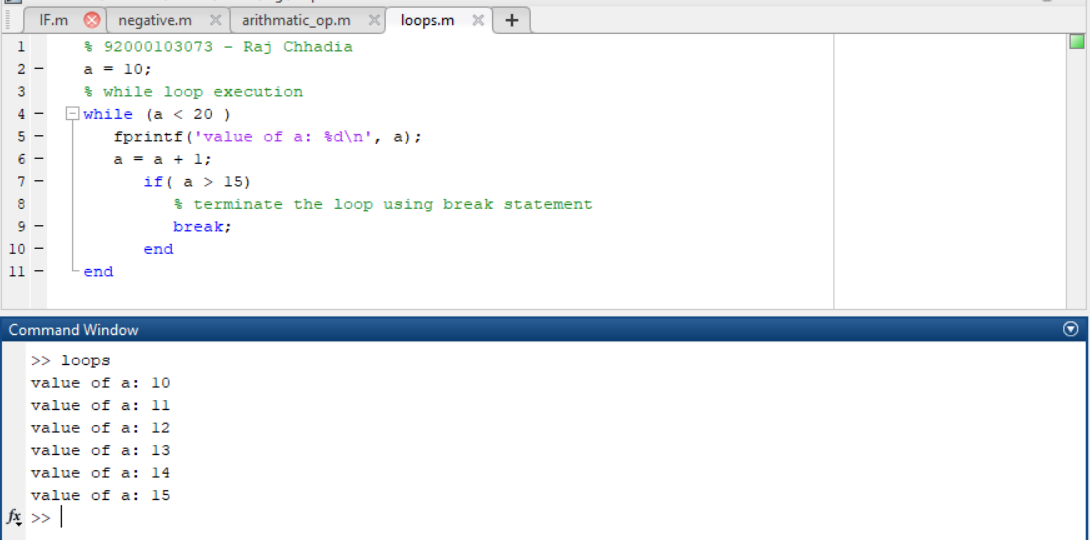 IF.m negative.m arithmatic_op.m loops.m +
1 % 92000103073 - Raj Chhadia
2 - a = 10;
3 % while loop execution
4 - while (a < 20 )
5 - fprintf('value of a: %d\n', a);
6 - a = a + 1;
7 - if( a > 15)
8 % terminate the loop using break statement
9 - break;
10 - end
11 - end
Command Window
>> loops
value of a: 10
value of a: 11
value of a: 12
value of a: 13
value of a: 14
value of a: 15
fx >>